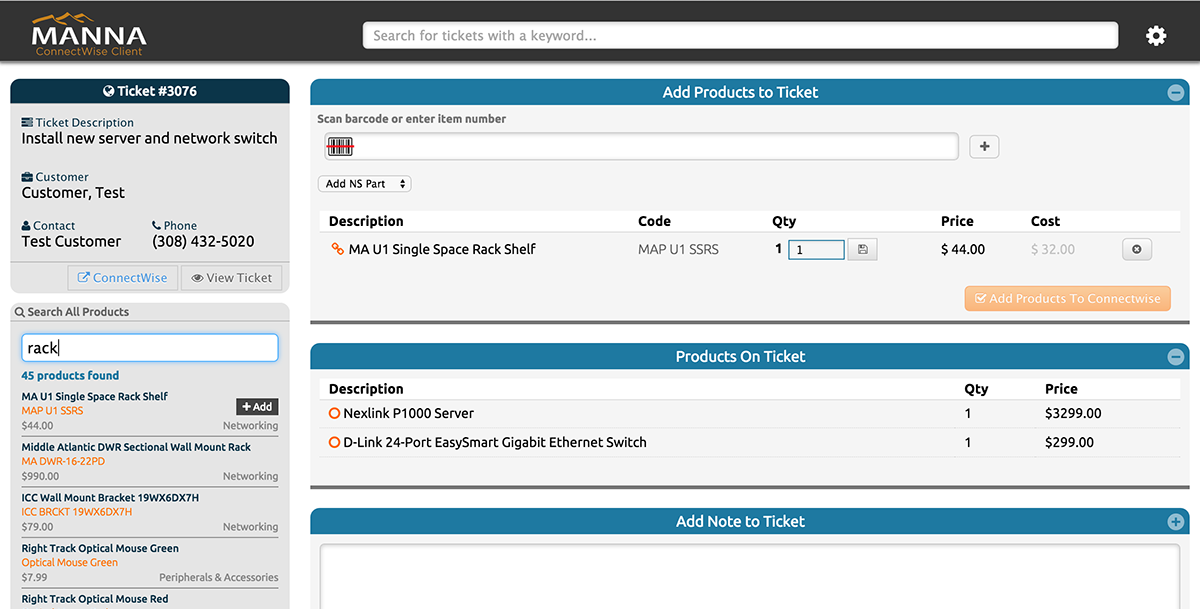 MANNA
ConnectWise Client
Search for tickets with a keyword...
Ticket #3076
Ticket Description
Install new server and network switch
Customer
Customer, Test
Contact Phone
Test Customer (308) 432-5020
ConnectWise View Ticket
Search All Products
rack
45 products found
MA U1 Single Space Rack Shelf
MAP U1 SSRS
+ Add
$44.00 Networking
Middle Atlantic DWR Sectional Wall Mount Rack
MA DWR-16-22PD
$990.00 Networking
ICC Wall Mount Bracket 19WX6DX7H
ICC BRCKT 19WX6DX7H
$79.00 Networking
Right Track Optical Mouse Green
Optical Mouse Green
$7.99 Peripherals & Accessories
Right Track Optical Mouse Red
Add Products to Ticket
Scan barcode or enter item number
Add NS Part
Description Code Qty Price Cost
MA U1 Single Space Rack Shelf MAP U1 SSRS 1 1 $ 44.00 $ 32.00
Add Products To Connectwise
Products On Ticket
Description Qty Price
Nexlink P1000 Server 1 $3299.00
D-Link 24-Port EasySmart Gigabit Ethernet Switch 1 $299.00
Add Note to Ticket